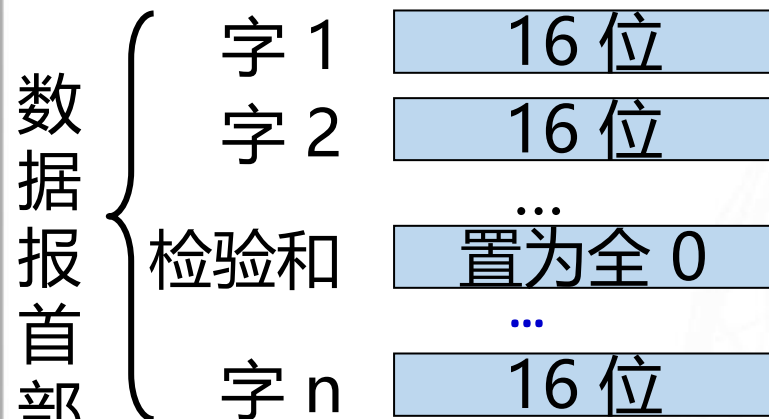 数据报首部
字 1 16 位
字 2 16 位
...
检验和 置为全 0
...
字 n 16 位